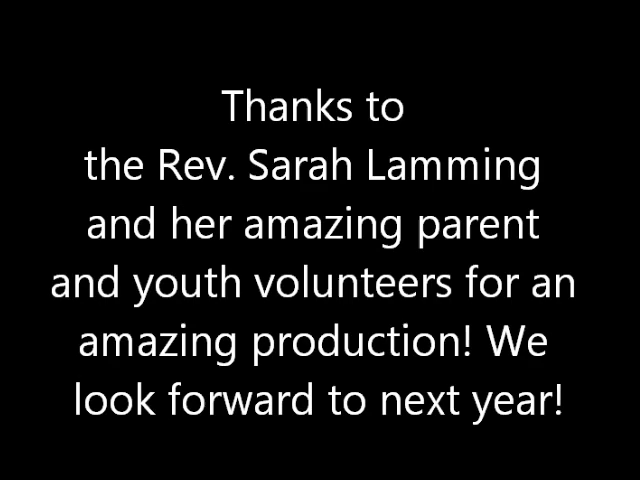 Thanks to
the Rev. Sarah Lamming
and her amazing parent
and youth volunteers for an
amazing production! We
look forward to next year!